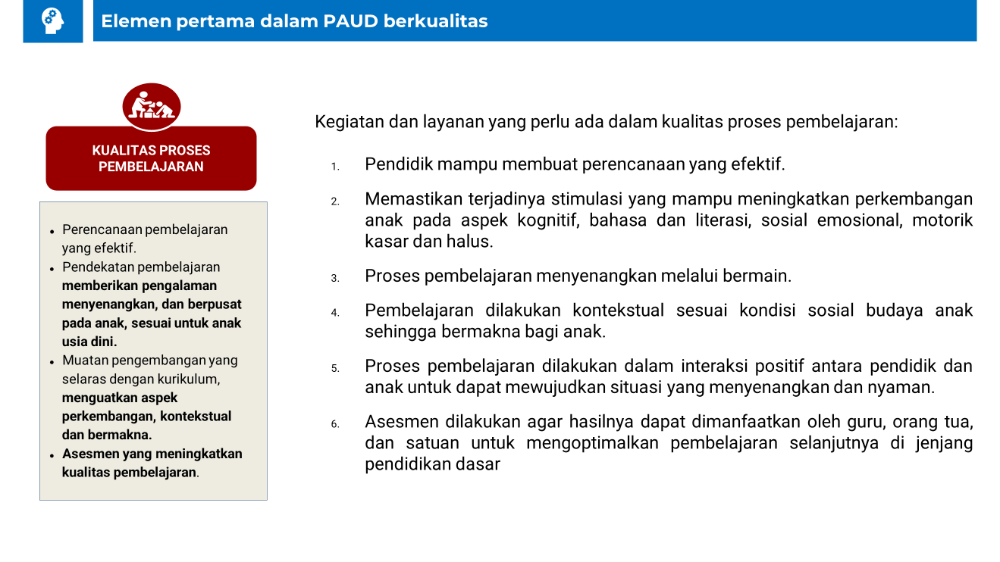 Elemen pertama dalam PAUD berkualitas
KUALITAS PROSES
PEMBELAJARAN
• Perencanaan pembelajaran
yang efektif.
• Pendekatan pembelajaran
memberikan pengalaman
menyenangkan, dan berpusat
pada anak, sesuai untuk anak
usia dini.
• Muatan pengembangan yang
selaras dengan kurikulum,
menguatkan aspek
perkembangan, kontekstual
dan bermakna.
• Asesmen yang meningkatkan
kualitas pembelajaran.
Kegiatan dan layanan yang perlu ada dalam kualitas proses pembelajaran:
1. Pendidik mampu membuat perencanaan yang efektif.
2. Memastikan terjadinya stimulasi yang mampu meningkatkan perkembangan
anak pada aspek kognitif, bahasa dan literasi, sosial emosional, motorik
kasar dan halus.
3. Proses pembelajaran menyenangkan melalui bermain.
4. Pembelajaran dilakukan kontekstual sesuai kondisi sosial budaya anak
sehingga bermakna bagi anak.
5. Proses pembelajaran dilakukan dalam interaksi positif antara pendidik dan
anak untuk dapat mewujudkan situasi yang menyenangkan dan nyaman.
6. Asesmen dilakukan agar hasilnya dapat dimanfaatkan oleh guru, orang tua,
dan satuan untuk mengoptimalkan pembelajaran selanjutnya di jenjang
pendidikan dasar